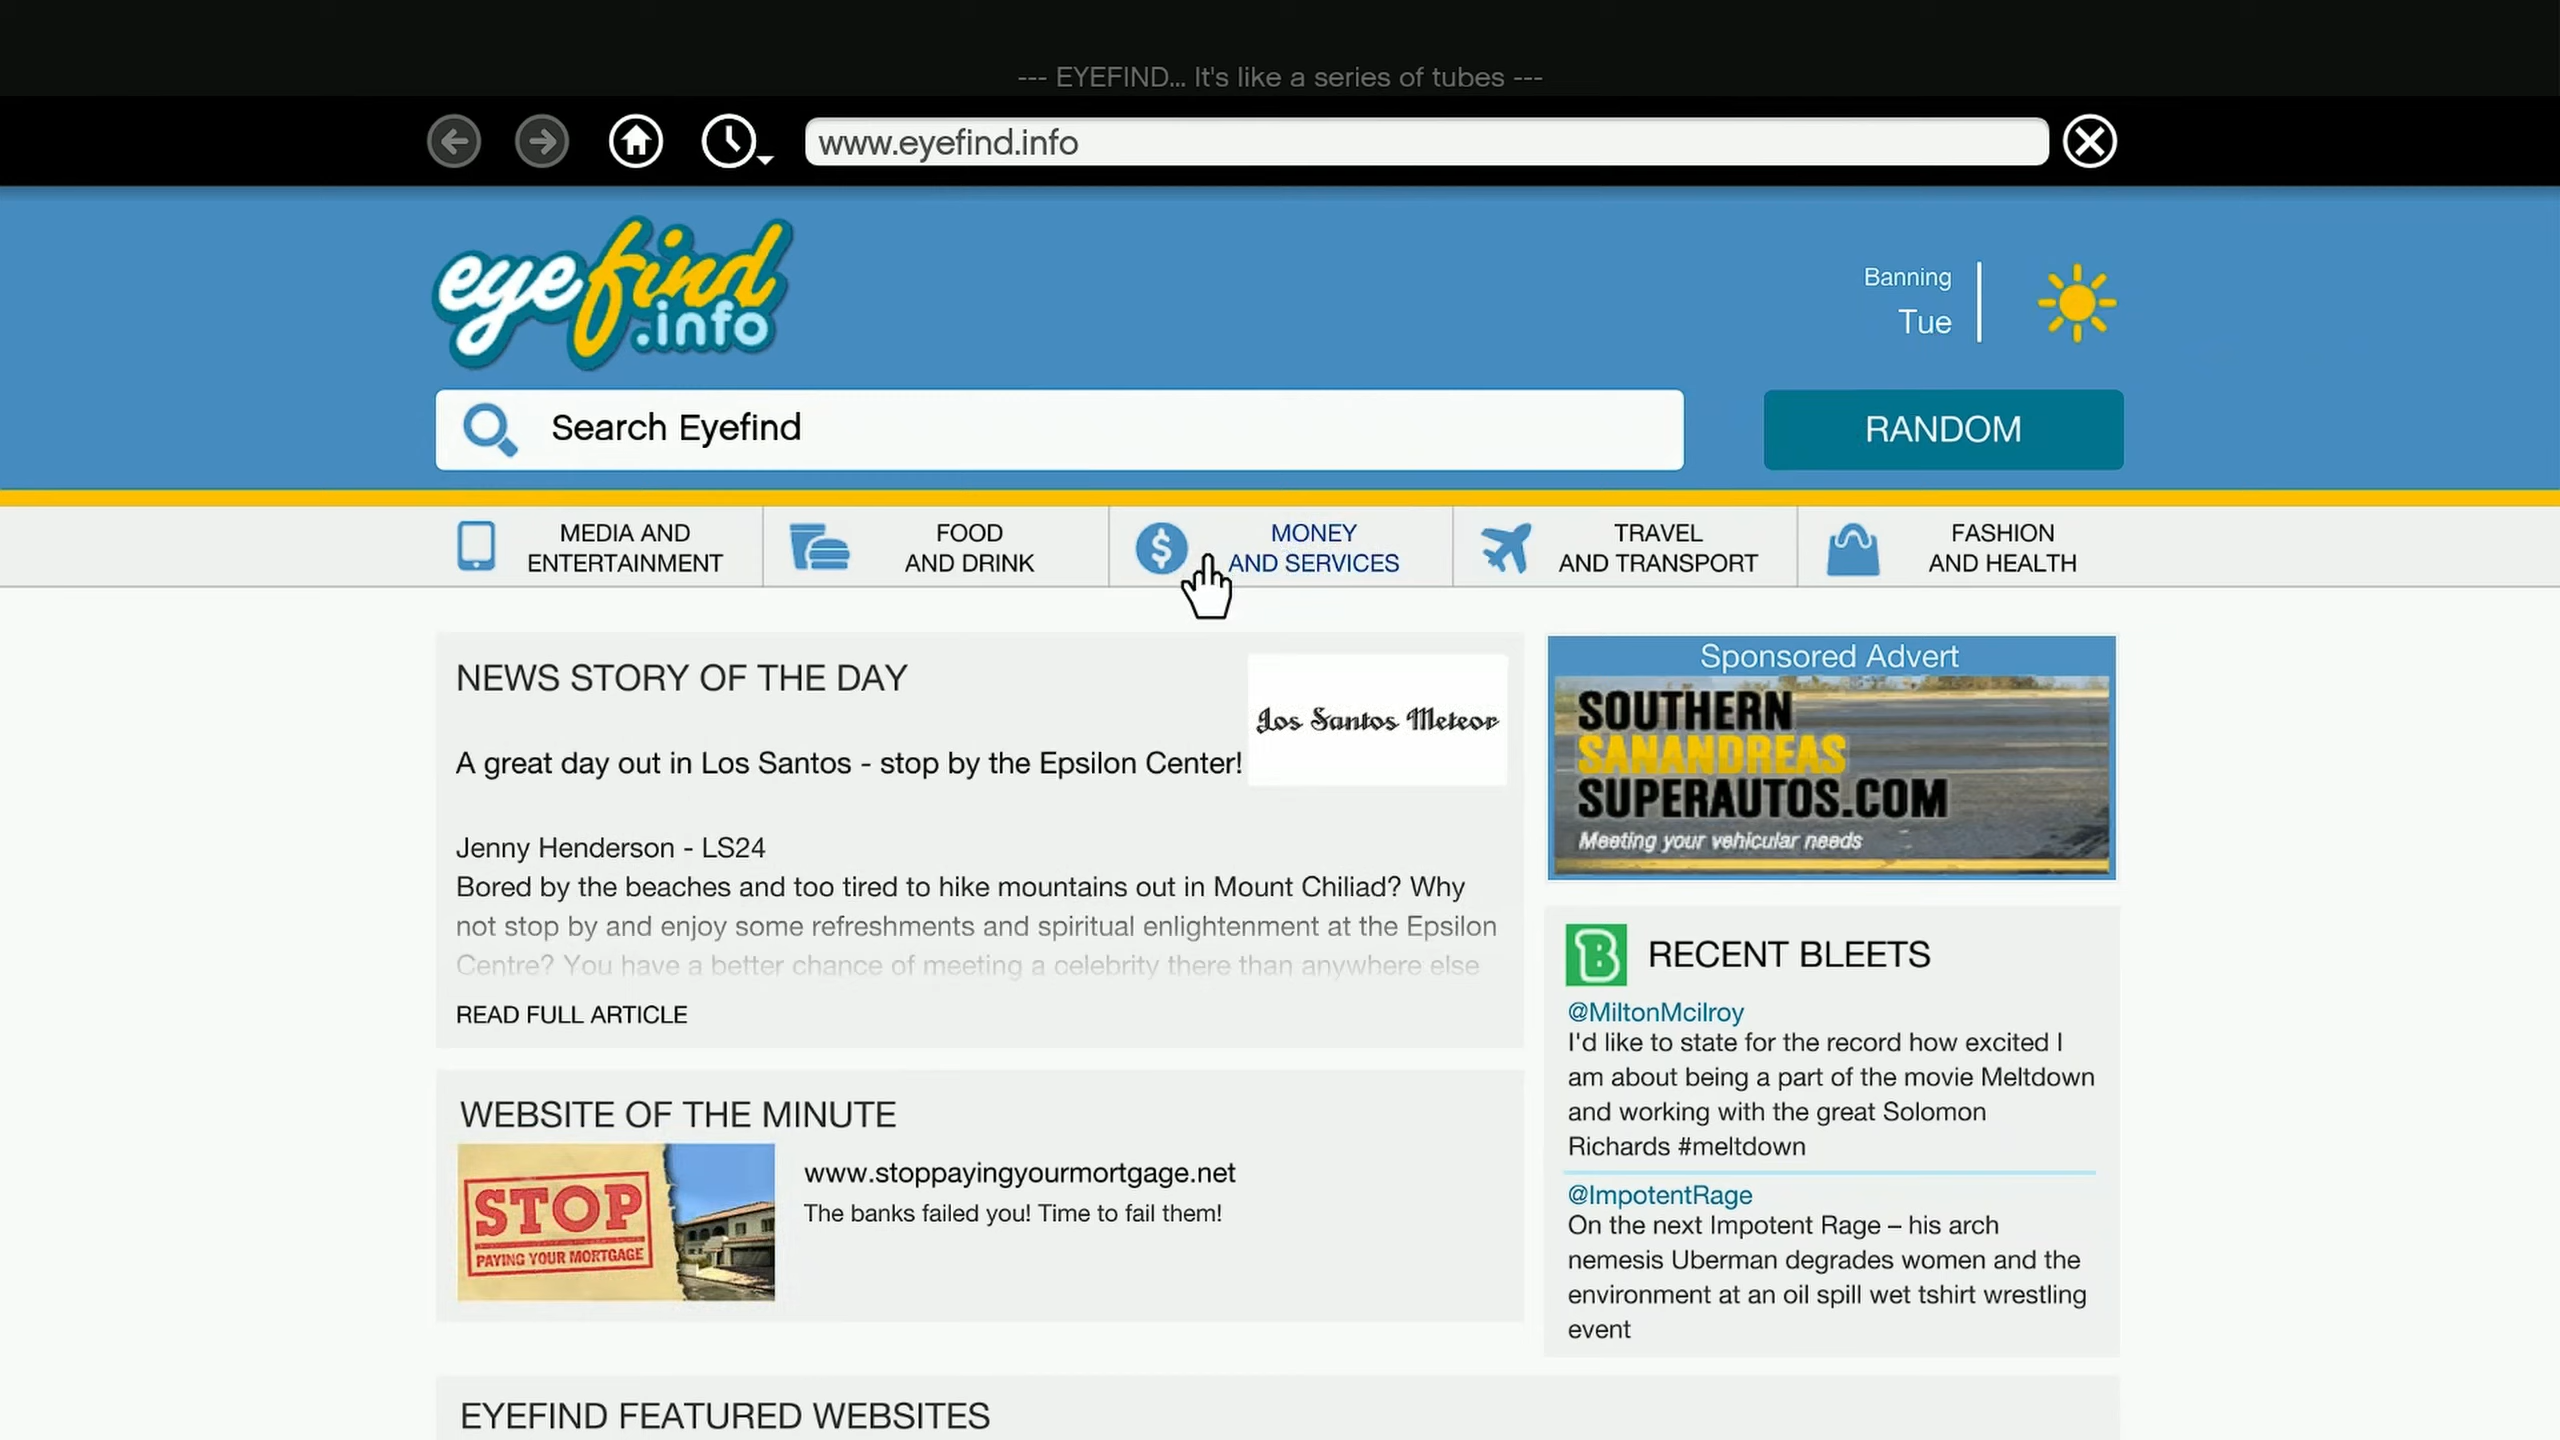 --- EYEFIND... It's like a series of tubes ---
www.eyefind.info
eyefind
.info
Banning
Tue
Search Eyefind
RANDOM
MEDIA AND
ENTERTAINMENT
FOOD
AND DRINK
$
MONEY
AND SERVICES
TRAVEL
AND TRANSPORT
FASHION
AND HEALTH
NEWS STORY OF THE DAY
Los Santos Meteor
A great day out in Los Santos - stop by the Epsilon Center!
Jenny Henderson - LS24
Bored by the beaches and too tired to hike mountains out in Mount Chiliad? Why
not stop by and enjoy some refreshments and spiritual enlightenment at the Epsilon
Centre? You have a better chance of meeting a celebrity there than anywhere else
READ FULL ARTICLE
Sponsored Advert
SOUTHERN
SANANDREAS
SUPERAUTOS.COM
Meeting your vehicular needs
B
RECENT BLEETS
@MiltonMcilroy
I'd like to state for the record how excited I
am about being a part of the movie Meltdown
and working with the great Solomon
Richards #meltdown
@ImpotentRage
On the next Impotent Rage – his arch
nemesis Uberman degrades women and the
environment at an oil spill wet tshirt wrestling
event
WEBSITE OF THE MINUTE
STOP
PAYING YOUR MORTGAGE
www.stoppayingyourmortgage.net
The banks failed you! Time to fail them!
EYEFIND FEATURED WEBSITES